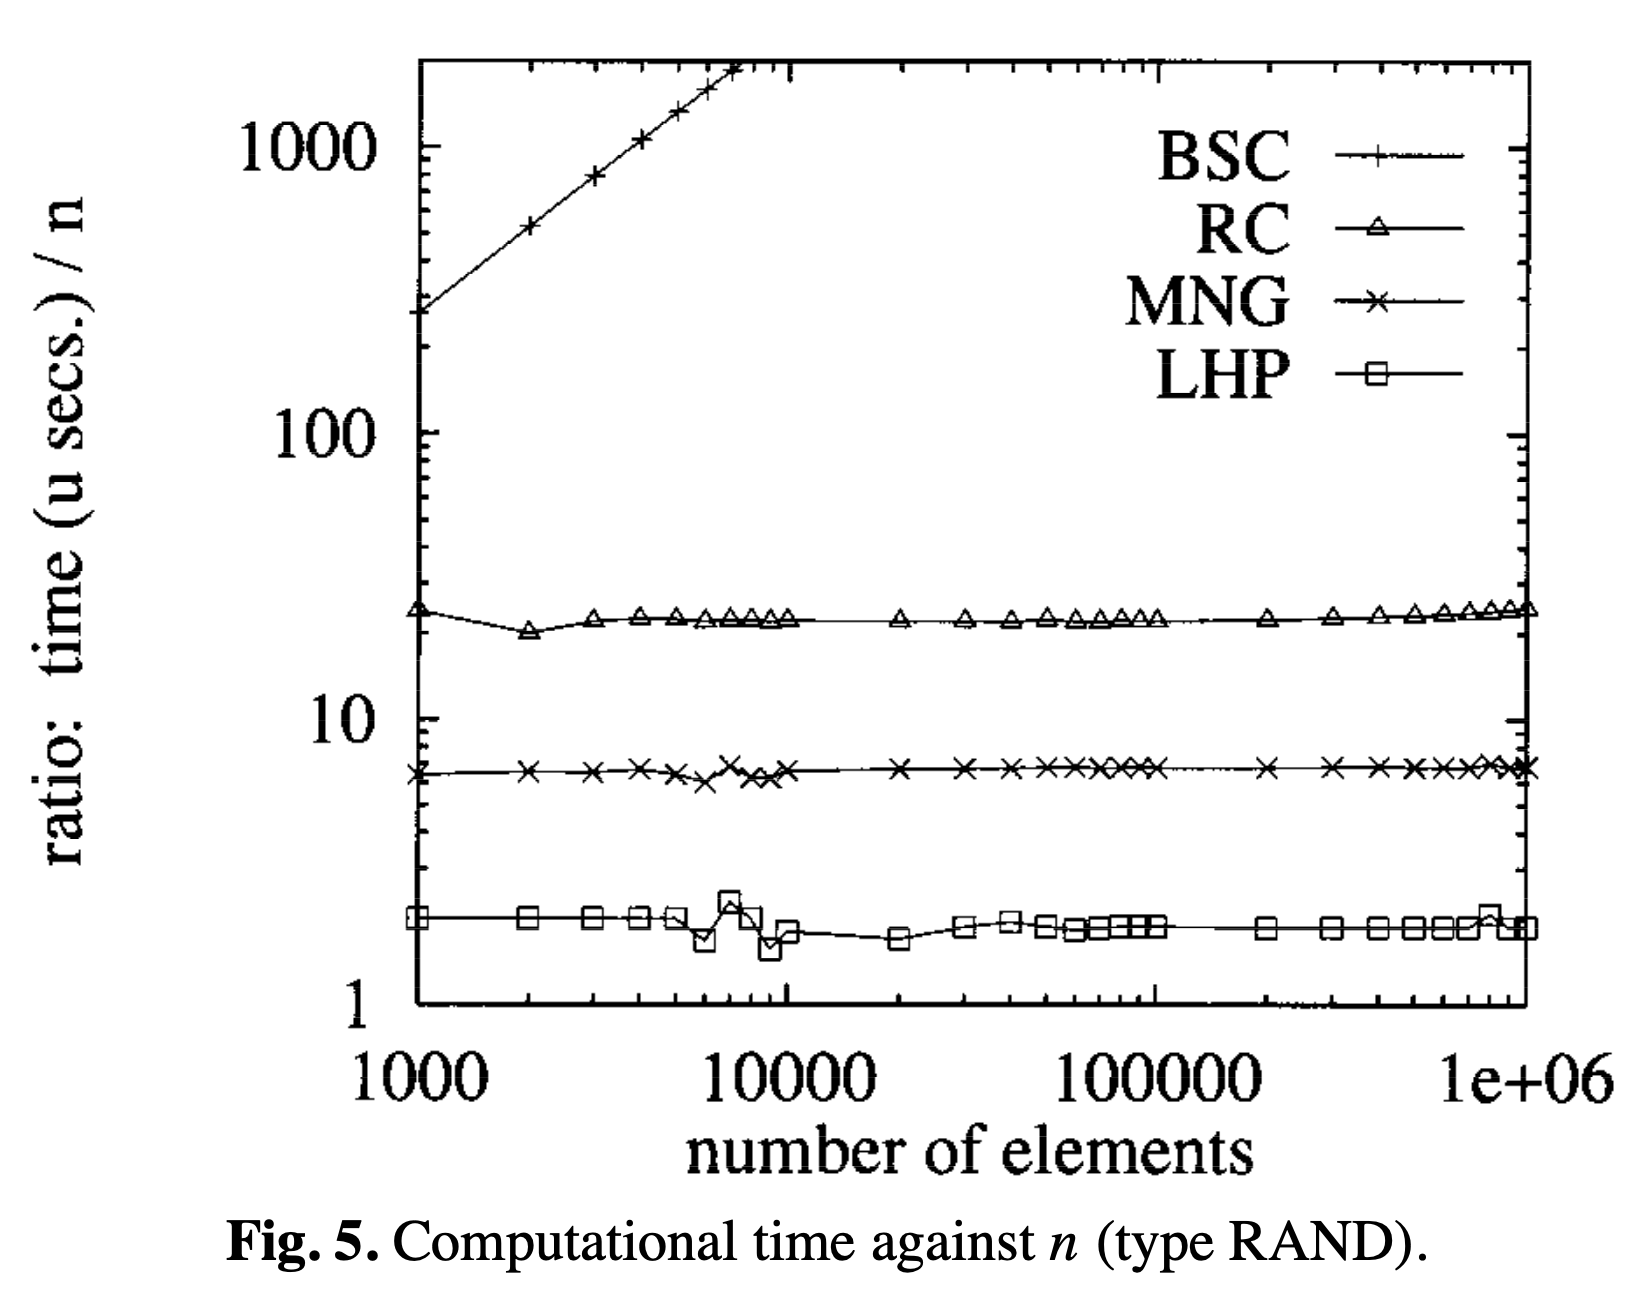 ratio: time (u secs.) / n
1000
100
10
1
BSC
RC
MNG
LHP
1000 10000 100000 1e+06
number of elements
Fig. 5. Computational time against n (type RAND).